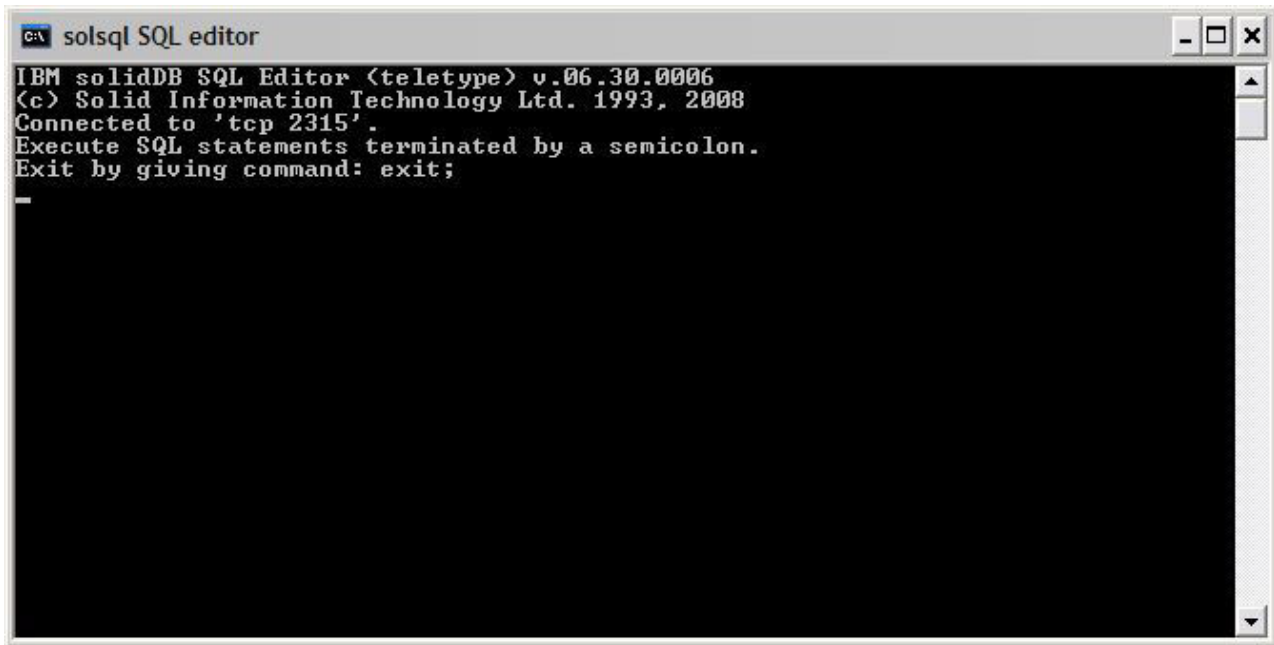 solsql SQL editor
IBM solidDB SQL Editor (teletype) v.06.30.0006
(c) Solid Information Technology Ltd. 1993, 2008
Connected to 'tcp 2315'.
Execute SQL statements terminated by a semicolon.
Exit by giving command: exit;